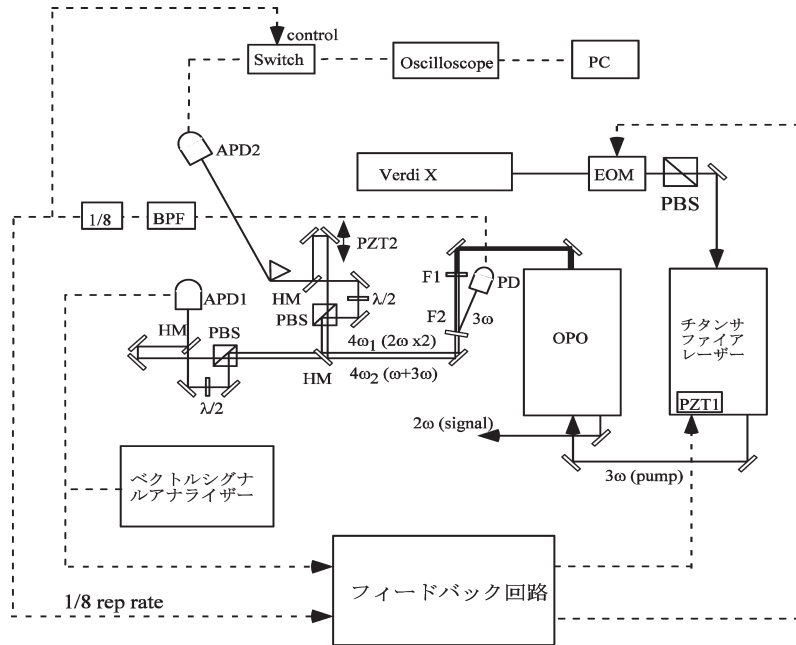 control
Switch
Oscilloscope
PC
APD2
Verdi X
EOM
PBS
1/8
BPF
PZT2
F1
PD
APD1
HM
λ/2
F2
3ω
OPO
チタンサ
ファイア
レーザー
HM
PBS
PBS
4ω1 (2ω x2)
4ω2 (ω+3ω)
HM
λ/2
PZT1
2ω (signal)
3ω (pump)
ベクトルシグナ
ルアナライザー
フィードバック回路
1/8 rep rate